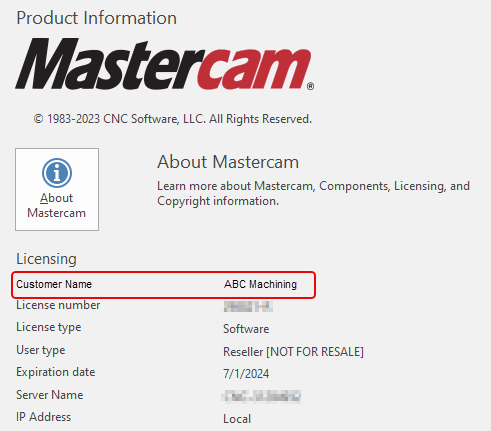 Product Information
Mastercam®
© 1983-2023 CNC Software, LLC. All Rights Reserved.
About Mastercam
About
Mastercam
Learn more about Mastercam, Components, Licensing, and
Copyright information.
Licensing
Customer Name ABC Machining
License number
License type Software
User type Reseller [NOT FOR RESALE]
Expiration date 7/1/2024
Server Name
IP Address Local